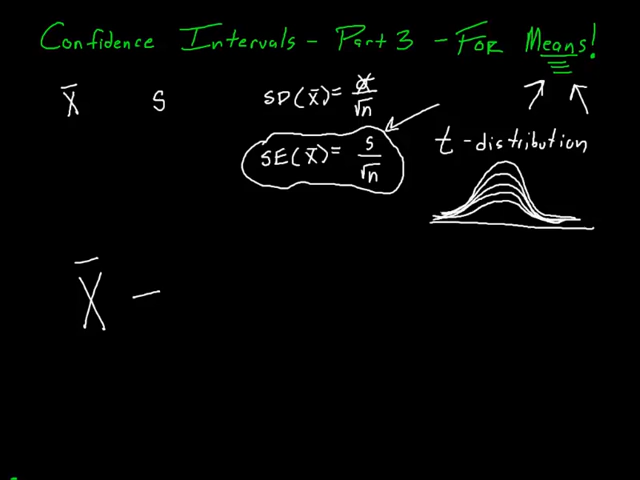 Confidence Intervals - Part 3 - For Means!
X̄ S SD(X̄) = σ/√n
SE(X̄) = s/√n
t-distribution
X̄ -